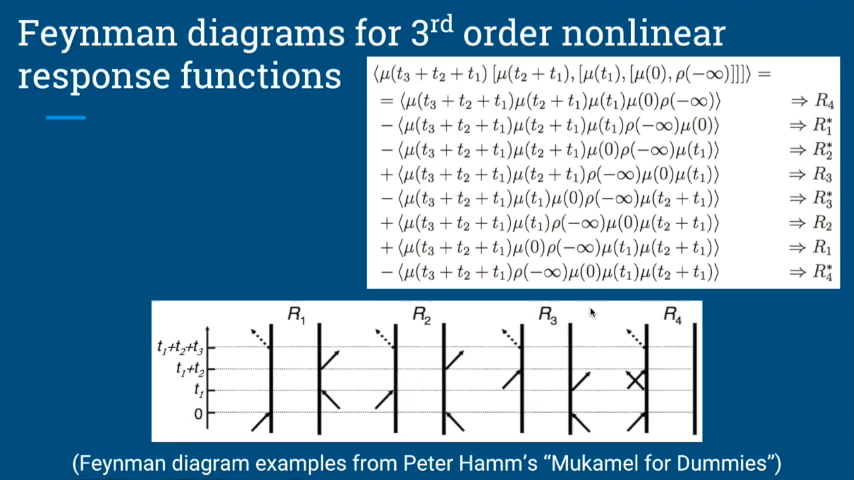 Feynman diagrams for 3rd order nonlinear
response functions
⟨μ(t₃ + t₂ + t₁) [μ(t₂ + t₁), [μ(t₁), [μ(0), ρ(−∞)]]]⟩ =
= ⟨μ(t₃ + t₂ + t₁)μ(t₂ + t₁)μ(t₁)μ(0)ρ(−∞)⟩ ⇒ R₄
−⟨μ(t₃ + t₂ + t₁)μ(t₂ + t₁)μ(t₁)ρ(−∞)μ(0)⟩ ⇒ R₁*
−⟨μ(t₃ + t₂ + t₁)μ(t₂ + t₁)μ(0)ρ(−∞)μ(t₁)⟩ ⇒ R₂*
+⟨μ(t₃ + t₂ + t₁)μ(t₂ + t₁)ρ(−∞)μ(0)μ(t₁)⟩ ⇒ R₃
−⟨μ(t₃ + t₂ + t₁)μ(t₁)μ(0)ρ(−∞)μ(t₂ + t₁)⟩ ⇒ R₃*
+⟨μ(t₃ + t₂ + t₁)μ(t₁)ρ(−∞)μ(0)μ(t₂ + t₁)⟩ ⇒ R₂
+⟨μ(t₃ + t₂ + t₁)μ(0)ρ(−∞)μ(t₁)μ(t₂ + t₁)⟩ ⇒ R₁
−⟨μ(t₃ + t₂ + t₁)ρ(−∞)μ(0)μ(t₁)μ(t₂ + t₁)⟩ ⇒ R₄*
R₁ R₂ R₃ R₄
t₁+t₂+t₃
t₁+t₂
t₁
0
(Feynman diagram examples from Peter Hamm's "Mukamel for Dummies")